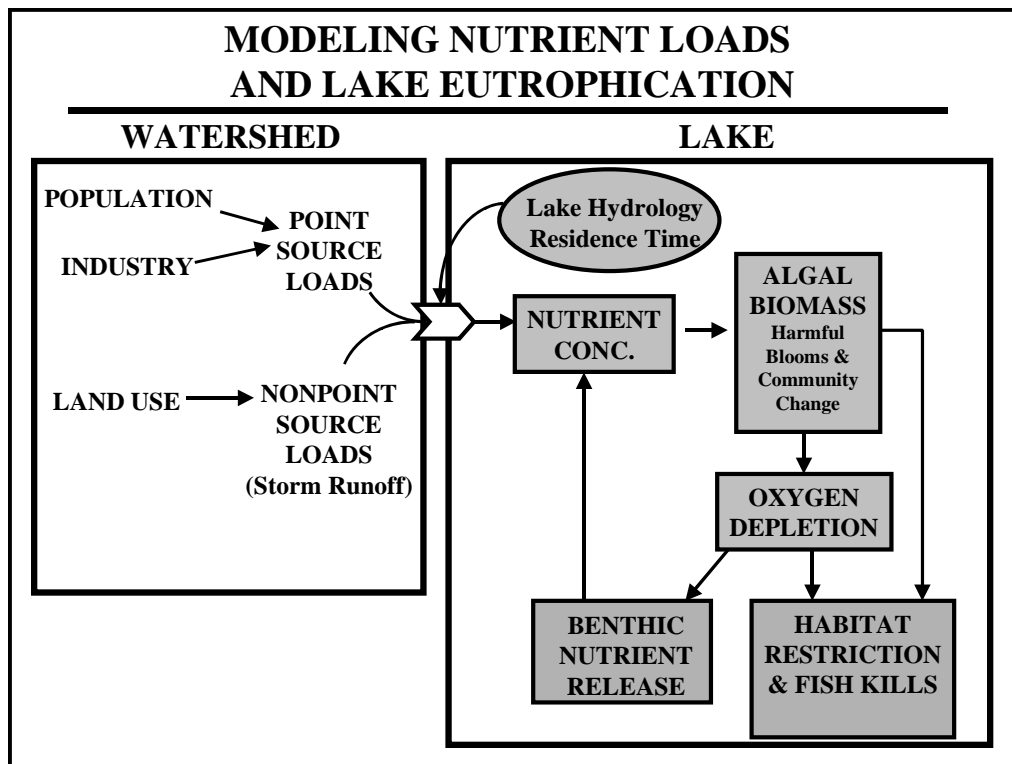 MODELING NUTRIENT LOADS
AND LAKE EUTROPHICATION
WATERSHED
POPULATION
INDUSTRY
POINT
SOURCE
LOADS
LAND USE
NONPOINT
SOURCE
LOADS
(Storm Runoff)
LAKE
Lake Hydrology
Residence Time
NUTRIENT
CONC.
ALGAL
BIOMASS
Harmful
Blooms &
Community
Change
OXYGEN
DEPLETION
BENTHIC
NUTRIENT
RELEASE
HABITAT
RESTRICTION
& FISH KILLS